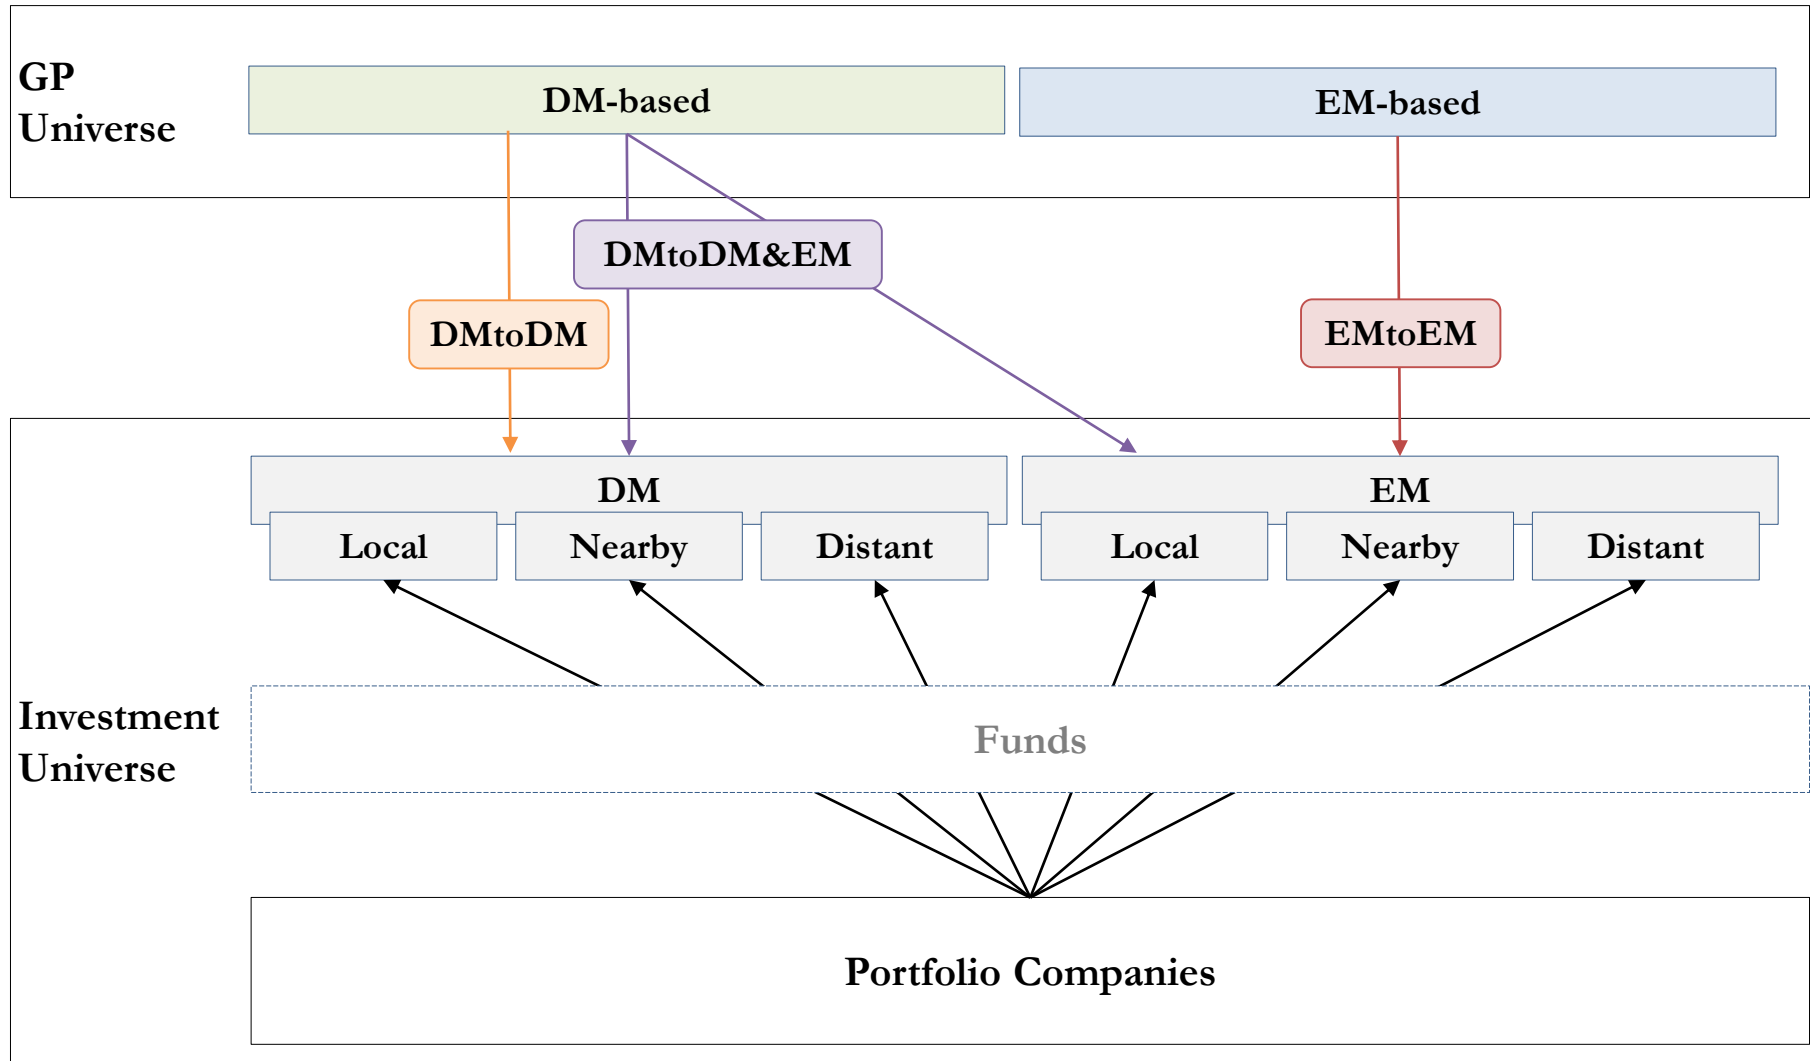 GP
Universe
DM-based
EM-based
DMtoDM&EM
DMtoDM
EMtoEM
DM
EM
Local
Nearby
Distant
Local
Nearby
Distant
Investment
Universe
Funds
Portfolio Companies